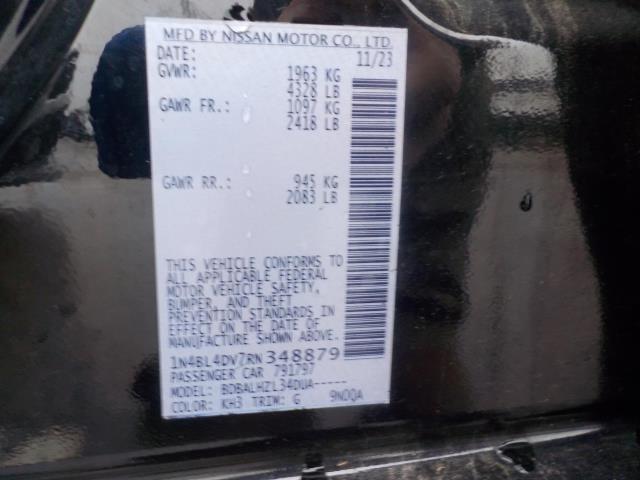 MFD BY NISSAN MOTOR CO., LTD.
DATE: 11/23
GVWR: 1963 KG
4328 LB
GAWR FR.: 1097 KG
2418 LB
GAWR RR.: 945 KG
2083 LB
THIS VEHICLE CONFORMS TO
ALL APPLICABLE FEDERAL
MOTOR VEHICLE SAFETY,
BUMPER, AND THEFT
PREVENTION STANDARDS IN
EFFECT ON THE DATE OF
MANUFACTURE SHOWN ABOVE.
1N4BL4DV7RN348879
PASSENGER CAR 791797
MODEL: BDBALHZL34DUA-----
COLOR: KH3 TRIM: G 9NDQA